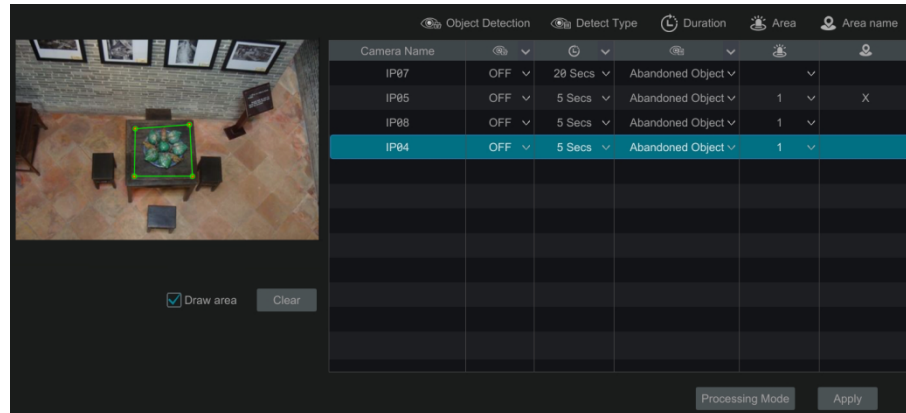 Object Detection Detect Type Duration Area Area name
Camera Name
IP07 OFF 20 Secs Abandoned Object
IP05 OFF 5 Secs Abandoned Object 1 X
IP08 OFF 5 Secs Abandoned Object 1
IP04 OFF 5 Secs Abandoned Object 1
Draw area Clear
Processing Mode Apply